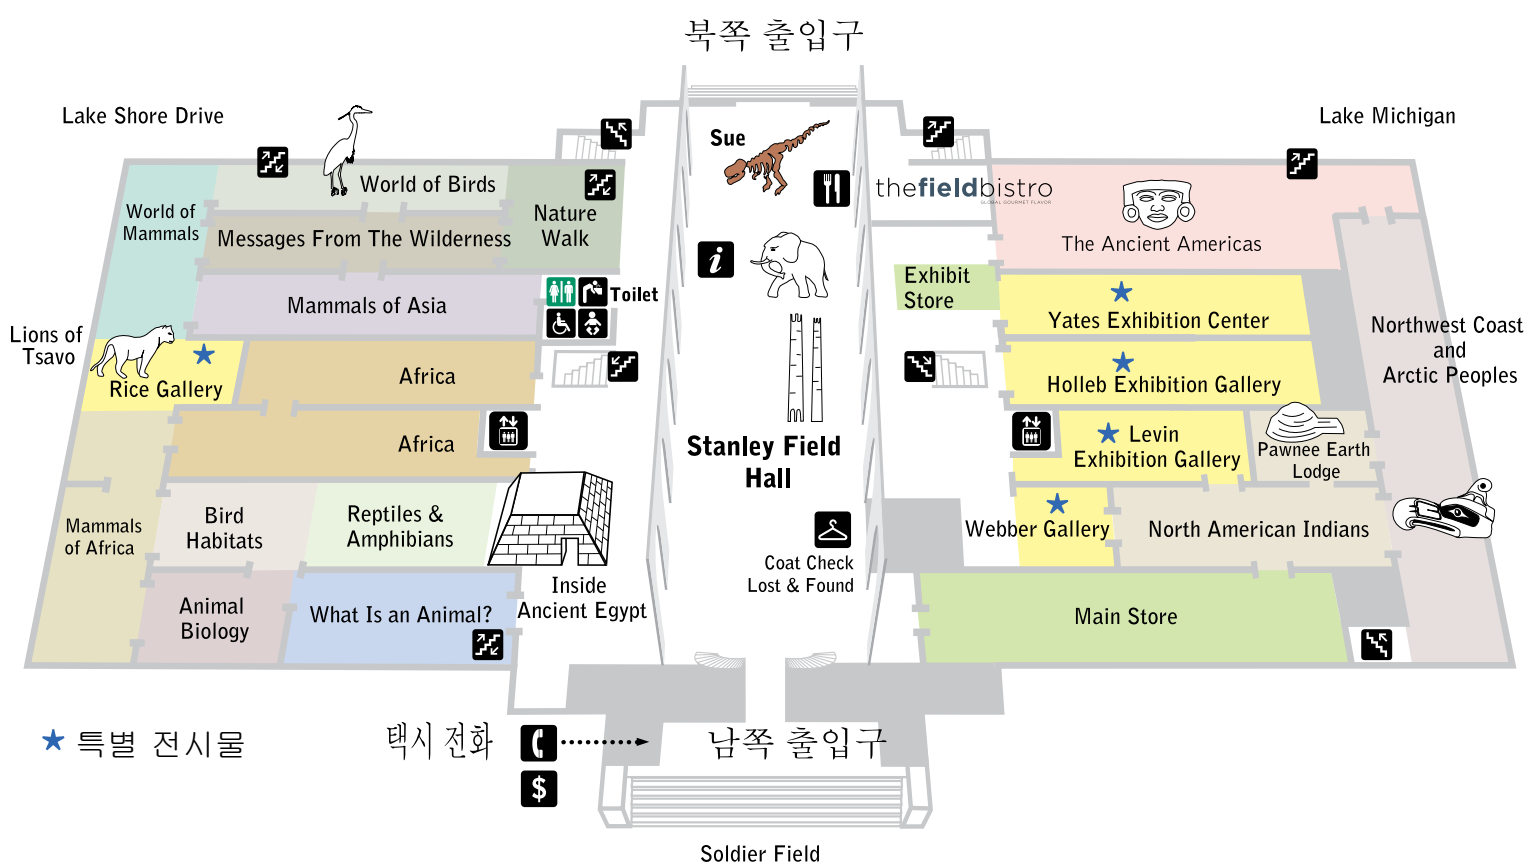 북쪽 출입구
Lake Shore Drive
Lake Michigan
Sue
World of Birds
World of
Mammals
Messages From The Wilderness
Nature
Walk
thefieldbistro
GLOBAL GOURMET FLAVOR
The Ancient Americas
i
Exhibit
Store
Mammals of Asia
Toilet
Yates Exhibition Center
Northwest Coast
and
Arctic Peoples
Lions of
Tsavo
Rice Gallery
Africa
Holleb Exhibition Gallery
Africa
Stanley Field
Hall
Levin
Exhibition Gallery
Pawnee Earth
Lodge
Mammals
of Africa
Bird
Habitats
Reptiles &
Amphibians
Webber Gallery
North American Indians
Coat Check
Lost & Found
Inside
Ancient Egypt
Animal
Biology
What Is an Animal?
Main Store
특별 전시물
택시 전화
남쪽 출입구
$
Soldier Field